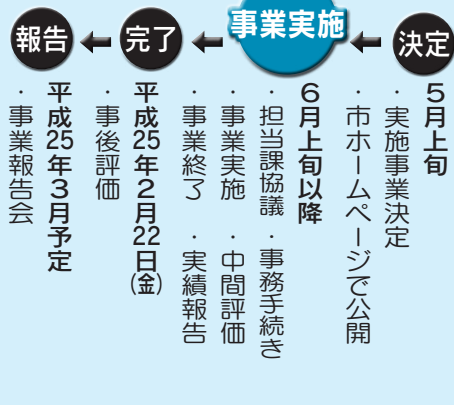 決定
5月上旬
・実施事業決定
・市ホームページで公開
事業実施
6月上旬以降
・担当課協議 ・事務手続き
・事業実施 ・中間評価
・事業終了 ・実績報告
完了
平成25年2月22日(金)
・事後評価
報告
平成25年3月予定
・事業報告会